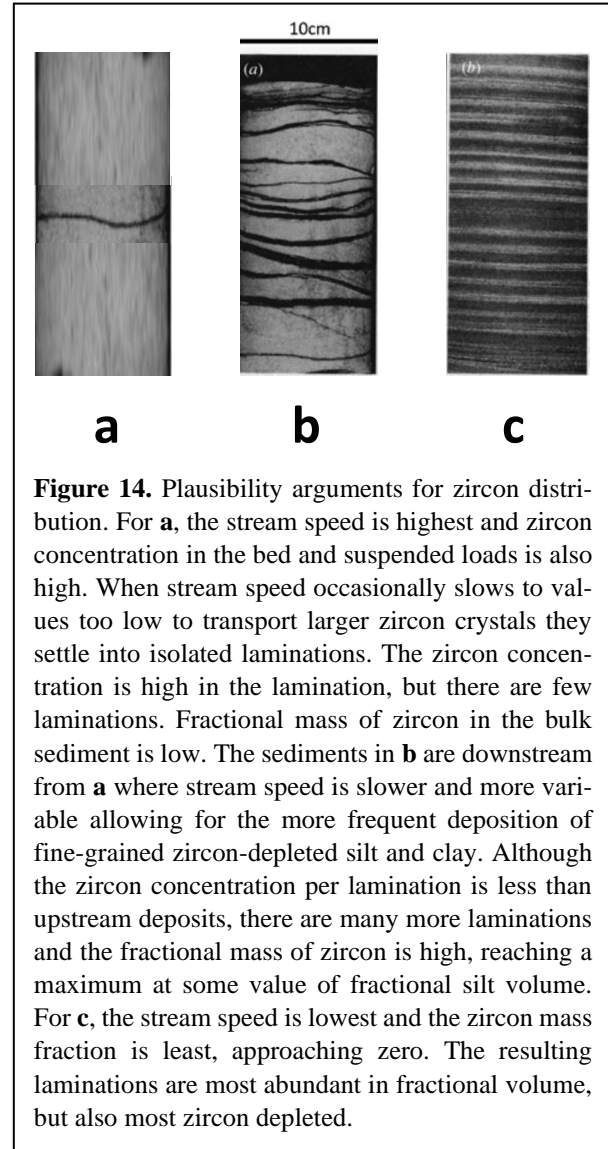 10cm
(a)
(b)
a
b
c
Figure 14. Plausibility arguments for zircon distri-
bution. For a, the stream speed is highest and zircon
concentration in the bed and suspended loads is also
high. When stream speed occasionally slows to val-
ues too low to transport larger zircon crystals they
settle into isolated laminations. The zircon concen-
tration is high in the lamination, but there are few
laminations. Fractional mass of zircon in the bulk
sediment is low. The sediments in b are downstream
from a where stream speed is slower and more vari-
able allowing for the more frequent deposition of
fine-grained zircon-depleted silt and clay. Although
the zircon concentration per lamination is less than
upstream deposits, there are many more laminations
and the fractional mass of zircon is high, reaching a
maximum at some value of fractional silt volume.
For c, the stream speed is lowest and the zircon mass
fraction is least, approaching zero. The resulting
laminations are most abundant in fractional volume,
but also most zircon depleted.